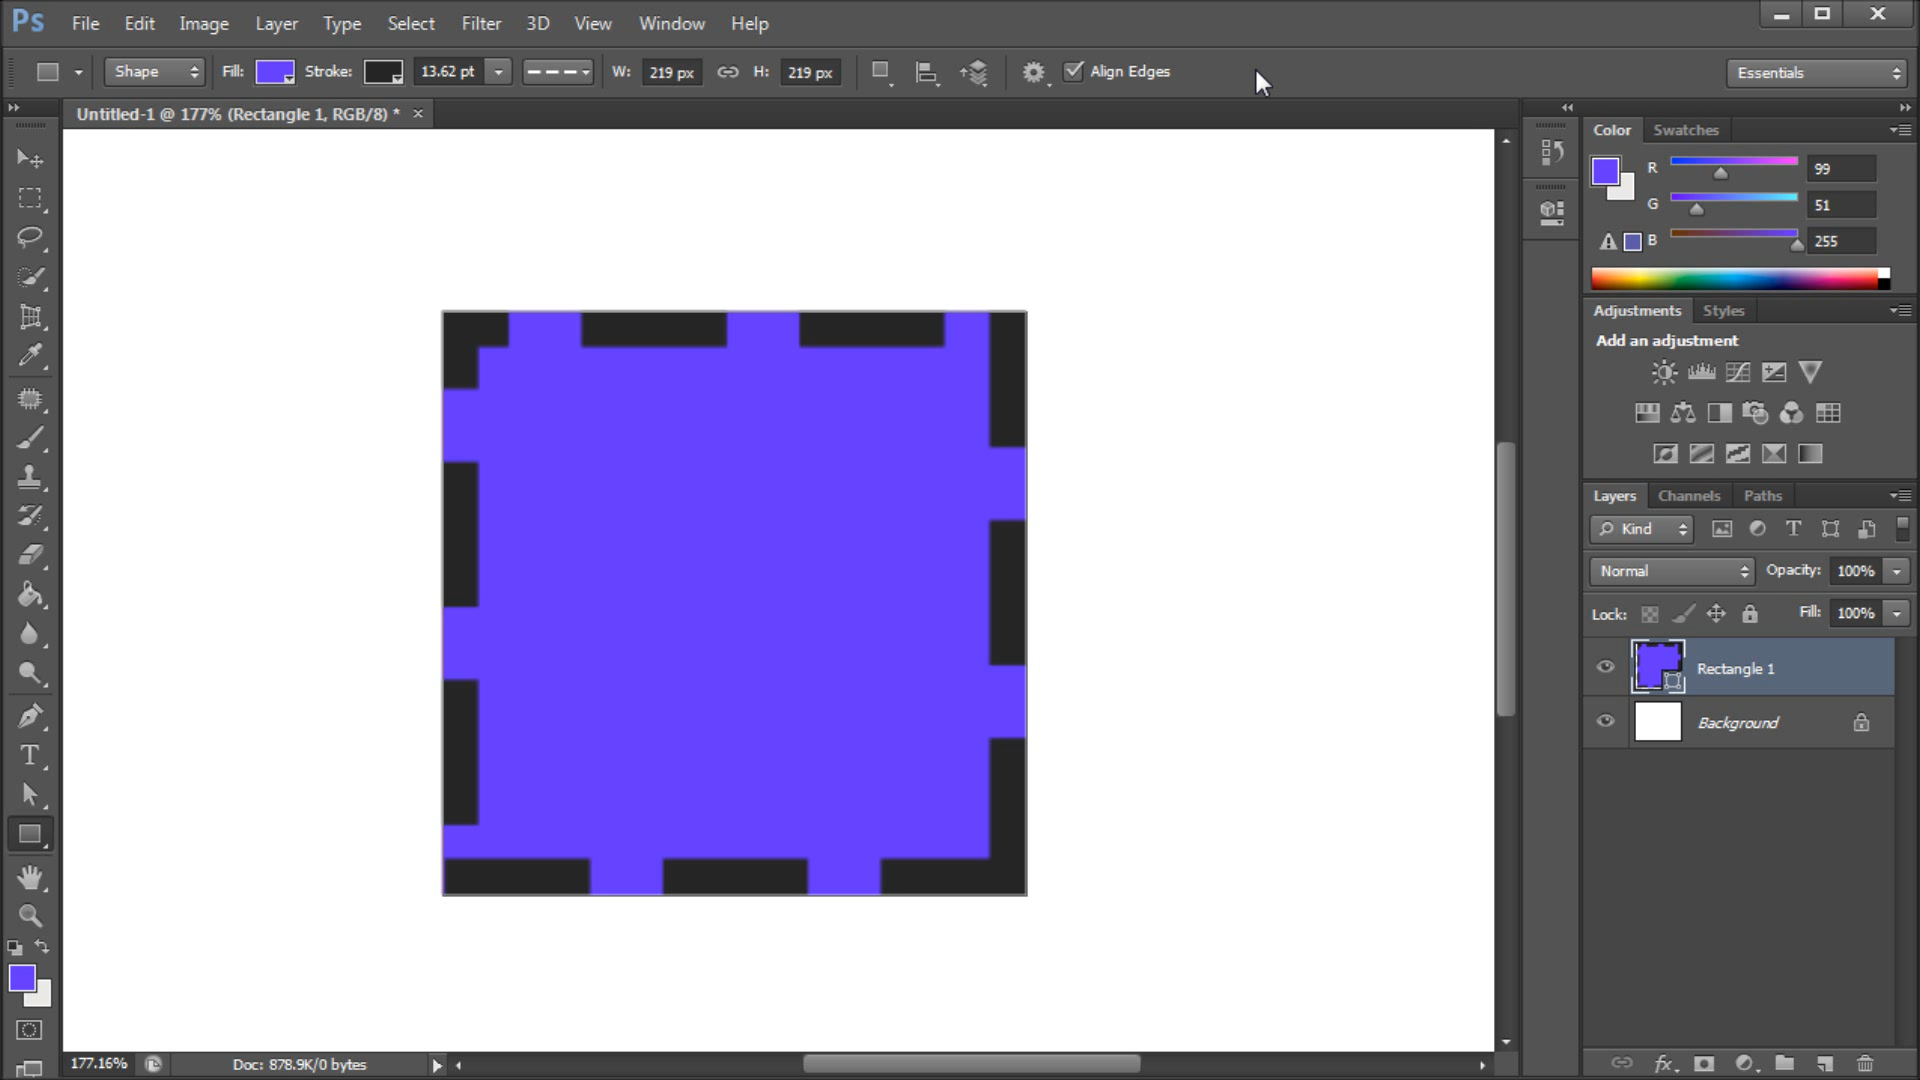 Ps File Edit Image Layer Type Select Filter 3D View Window Help
Shape Fill: Stroke: 13.62 pt W: 219 px H: 219 px Align Edges Essentials
Untitled-1 @ 177% (Rectangle 1, RGB/8) * ×
Color Swatches
R 99
G 51
B 255
Adjustments Styles
Add an adjustment
Layers Channels Paths
Kind
Normal Opacity: 100%
Lock: Fill: 100%
Rectangle 1
Background
177.16% Doc: 878.9K/0 bytes